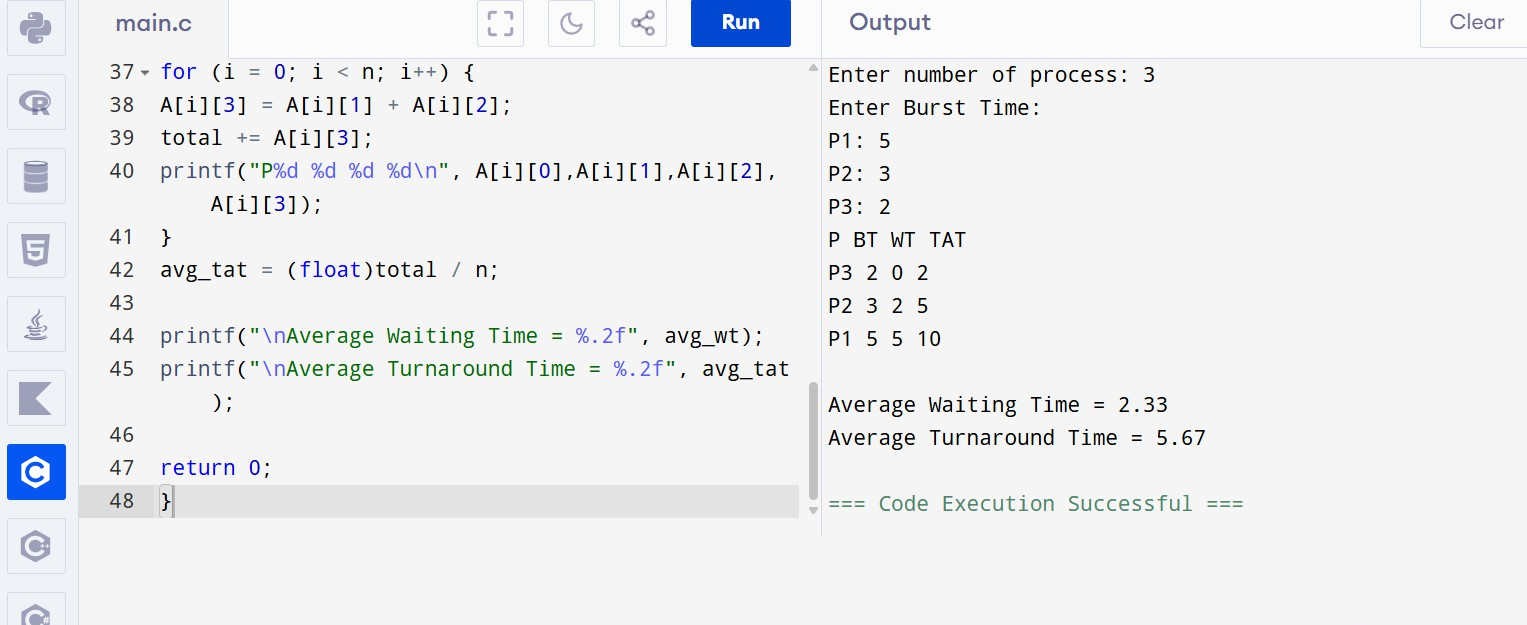 main.c
Run
Output
Clear
37 for (i = 0; i < n; i++) {
38 A[i][3] = A[i][1] + A[i][2];
39 total += A[i][3];
40 printf("P%d %d %d %d\n", A[i][0],A[i][1],A[i][2],
A[i][3]);
41 }
42 avg_tat = (float)total / n;
43
44 printf("\nAverage Waiting Time = %.2f", avg_wt);
45 printf("\nAverage Turnaround Time = %.2f", avg_tat
);
46
47 return 0;
48 }
Enter number of process: 3
Enter Burst Time:
P1: 5
P2: 3
P3: 2
P BT WT TAT
P3 2 0 2
P2 3 2 5
P1 5 5 10
Average Waiting Time = 2.33
Average Turnaround Time = 5.67
=== Code Execution Successful ===
R
5
C
C++
C#